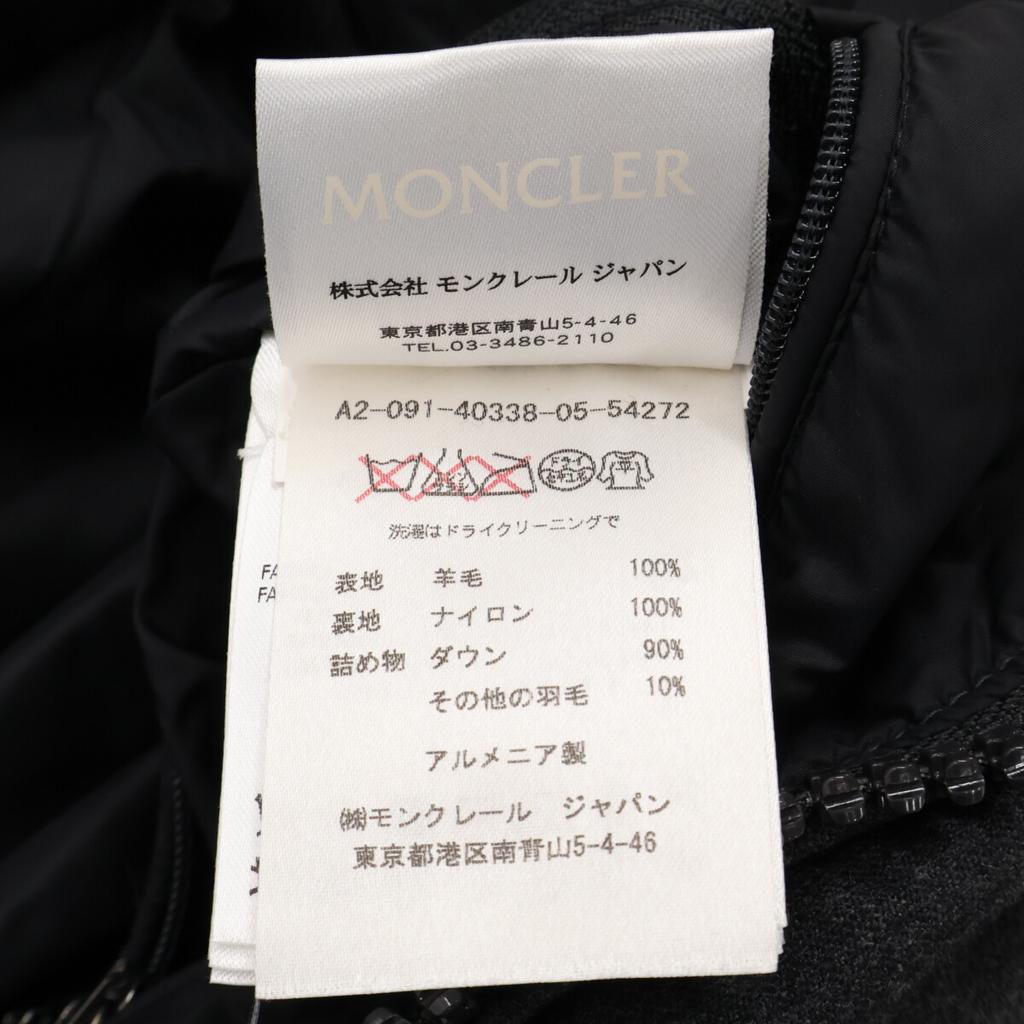 MONCLER
株式会社 モンクレール ジャパン
東京都港区南青山5-4-46
TEL.03-3486-2110
A2-091-40338-05-54272
洗濯はドライクリーニングで
表地 羊毛 100%
裏地 ナイロン 100%
詰め物 ダウン 90%
その他の羽毛 10%
アルメニア製
㈱モンクレール ジャパン
東京都港区南青山5-4-46
FA
FA